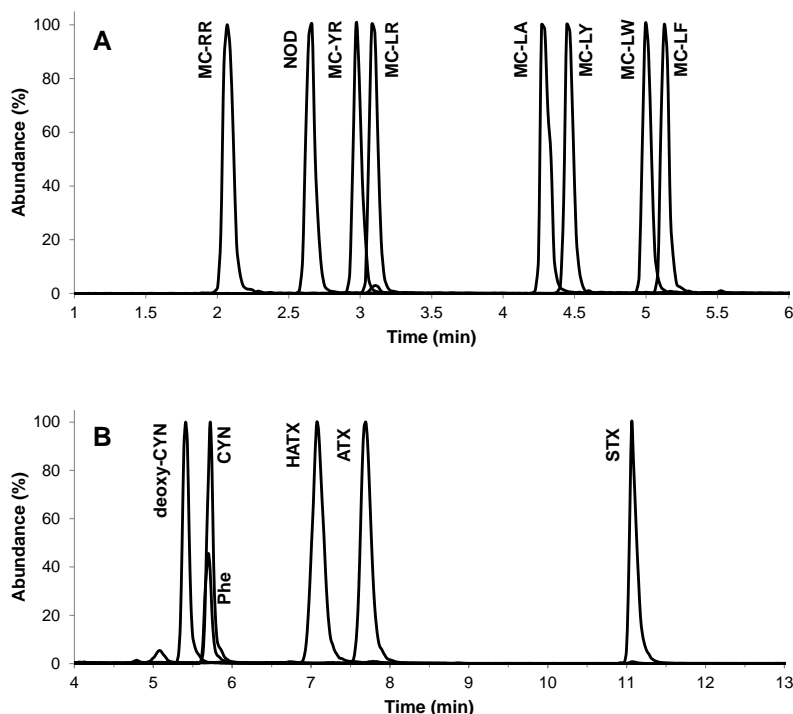 A
Abundance (%)
100
80
60
40
20
0
MC-RR
NOD
MC-YR
MC-LR
MC-LA
MC-LY
MC-LW
MC-LF
1 1.5 2 2.5 3 3.5 4 4.5 5 5.5 6
Time (min)
B
Abundance (%)
100
80
60
40
20
0
deoxy-CYN
CYN
Phe
HATX
ATX
STX
4 5 6 7 8 9 10 11 12 13
Time (min)